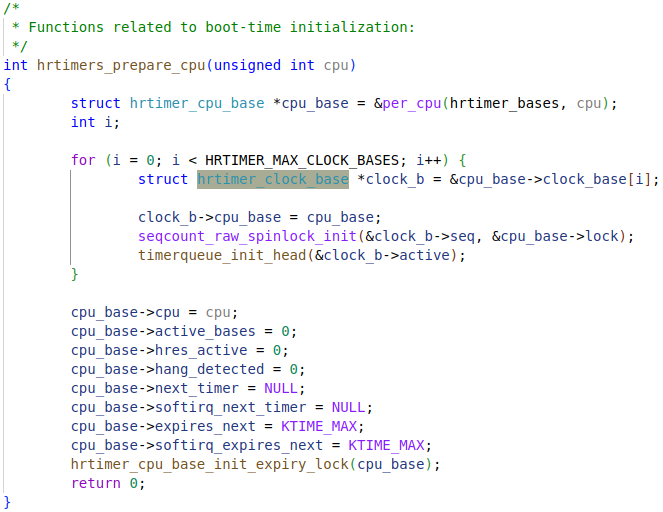 /*
 * Functions related to boot-time initialization:
 */
int hrtimers_prepare_cpu(unsigned int cpu)
{
        struct hrtimer_cpu_base *cpu_base = &per_cpu(hrtimer_bases, cpu);
        int i;

        for (i = 0; i < HRTIMER_MAX_CLOCK_BASES; i++) {
                struct hrtimer_clock_base *clock_b = &cpu_base->clock_base[i];

                clock_b->cpu_base = cpu_base;
                seqcount_raw_spinlock_init(&clock_b->seq, &cpu_base->lock);
                timerqueue_init_head(&clock_b->active);
        }

        cpu_base->cpu = cpu;
        cpu_base->active_bases = 0;
        cpu_base->hres_active = 0;
        cpu_base->hang_detected = 0;
        cpu_base->next_timer = NULL;
        cpu_base->softirq_next_timer = NULL;
        cpu_base->expires_next = KTIME_MAX;
        cpu_base->softirq_expires_next = KTIME_MAX;
        hrtimer_cpu_base_init_expiry_lock(cpu_base);
        return 0;
}